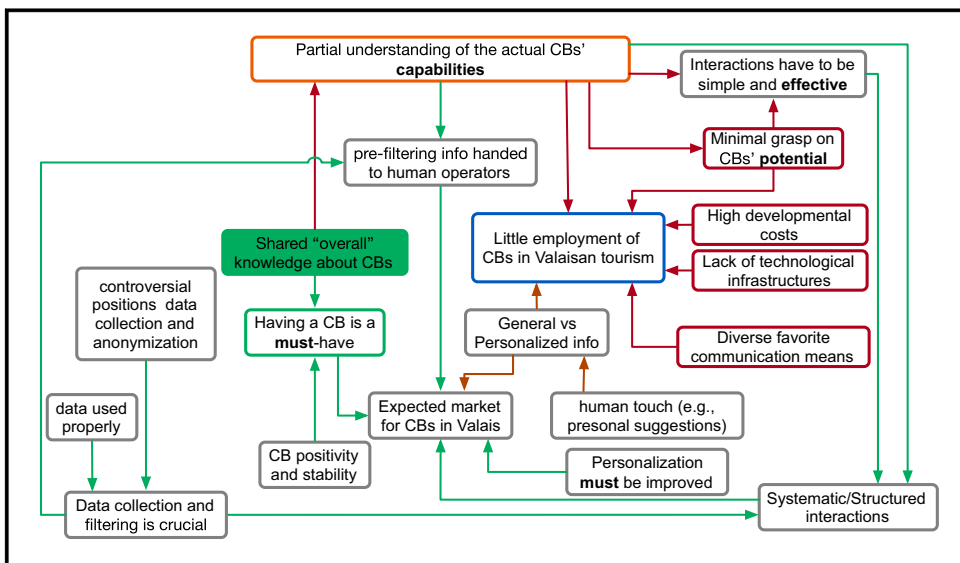 Partial understanding of the actual CBs'
capabilities
Interactions have to be
simple and effective
Minimal grasp on
CBs' potential
pre-filtering info handed
to human operators
High developmental
costs
Shared “overall”
knowledge about CBs
Little employment of
CBs in Valaisan tourism
Lack of technological
infrastructures
controversial
positions data
collection and
anonymization
Having a CB is a
must-have
General vs
Personalized info
Diverse favorite
communication means
data used
properly
Expected market
for CBs in Valais
human touch (e.g.,
presonal suggestions)
CB positivity
and stability
Personalization
must be improved
Data collection and
filtering is crucial
Systematic/Structured
interactions